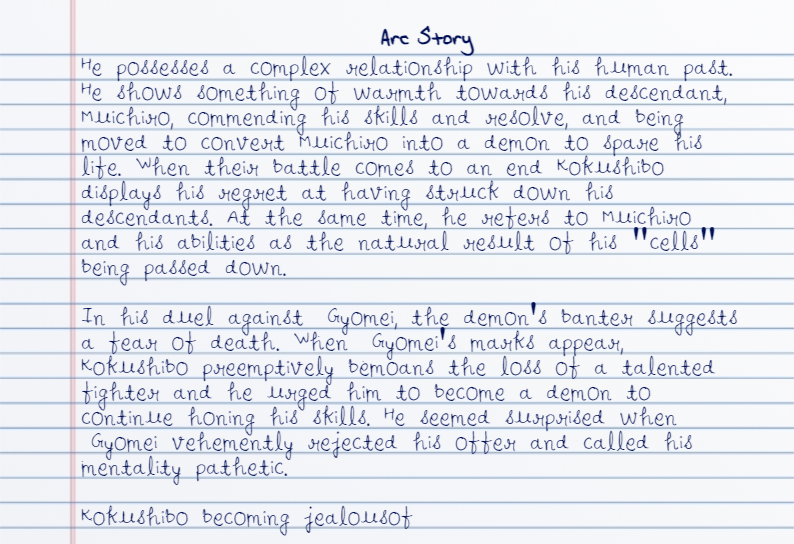 Arc Story
He possesses a complex relationship with his human past.
He shows something of warmth towards his descendant,
Muichiro, commending his skills and resolve, and being
moved to convert Muichiro into a demon to spare his
life. When their battle comes to an end Kokushibo
displays his regret at having struck down his
descendants. At the same time, he refers to Muichiro
and his abilities as the natural result of his "cells"
being passed down.

In his duel against Gyomei, the demon's banter suggests
a fear of death. When Gyomei's marks appear,
Kokushibo preemptively bemoans the loss of a talented
fighter and he urged him to become a demon to
continue honing his skills. He seemed surprised when
Gyomei vehemently rejected his offer and called his
mentality pathetic.

Kokushibo becoming jealousof